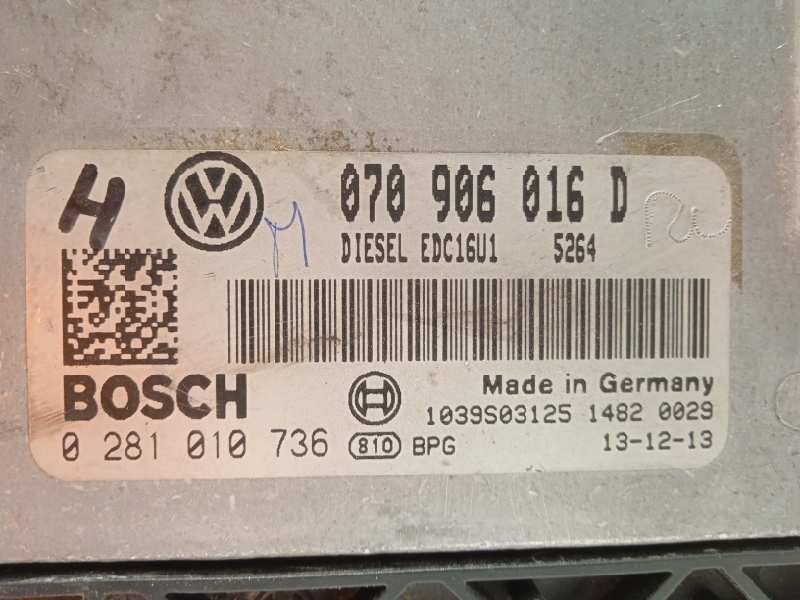 H
070 906 016 D
DIESEL EDC16U1 5264
BOSCH
Made in Germany
1039S03125 1482 0029
0 281 010 736 810 BPG 13-12-13